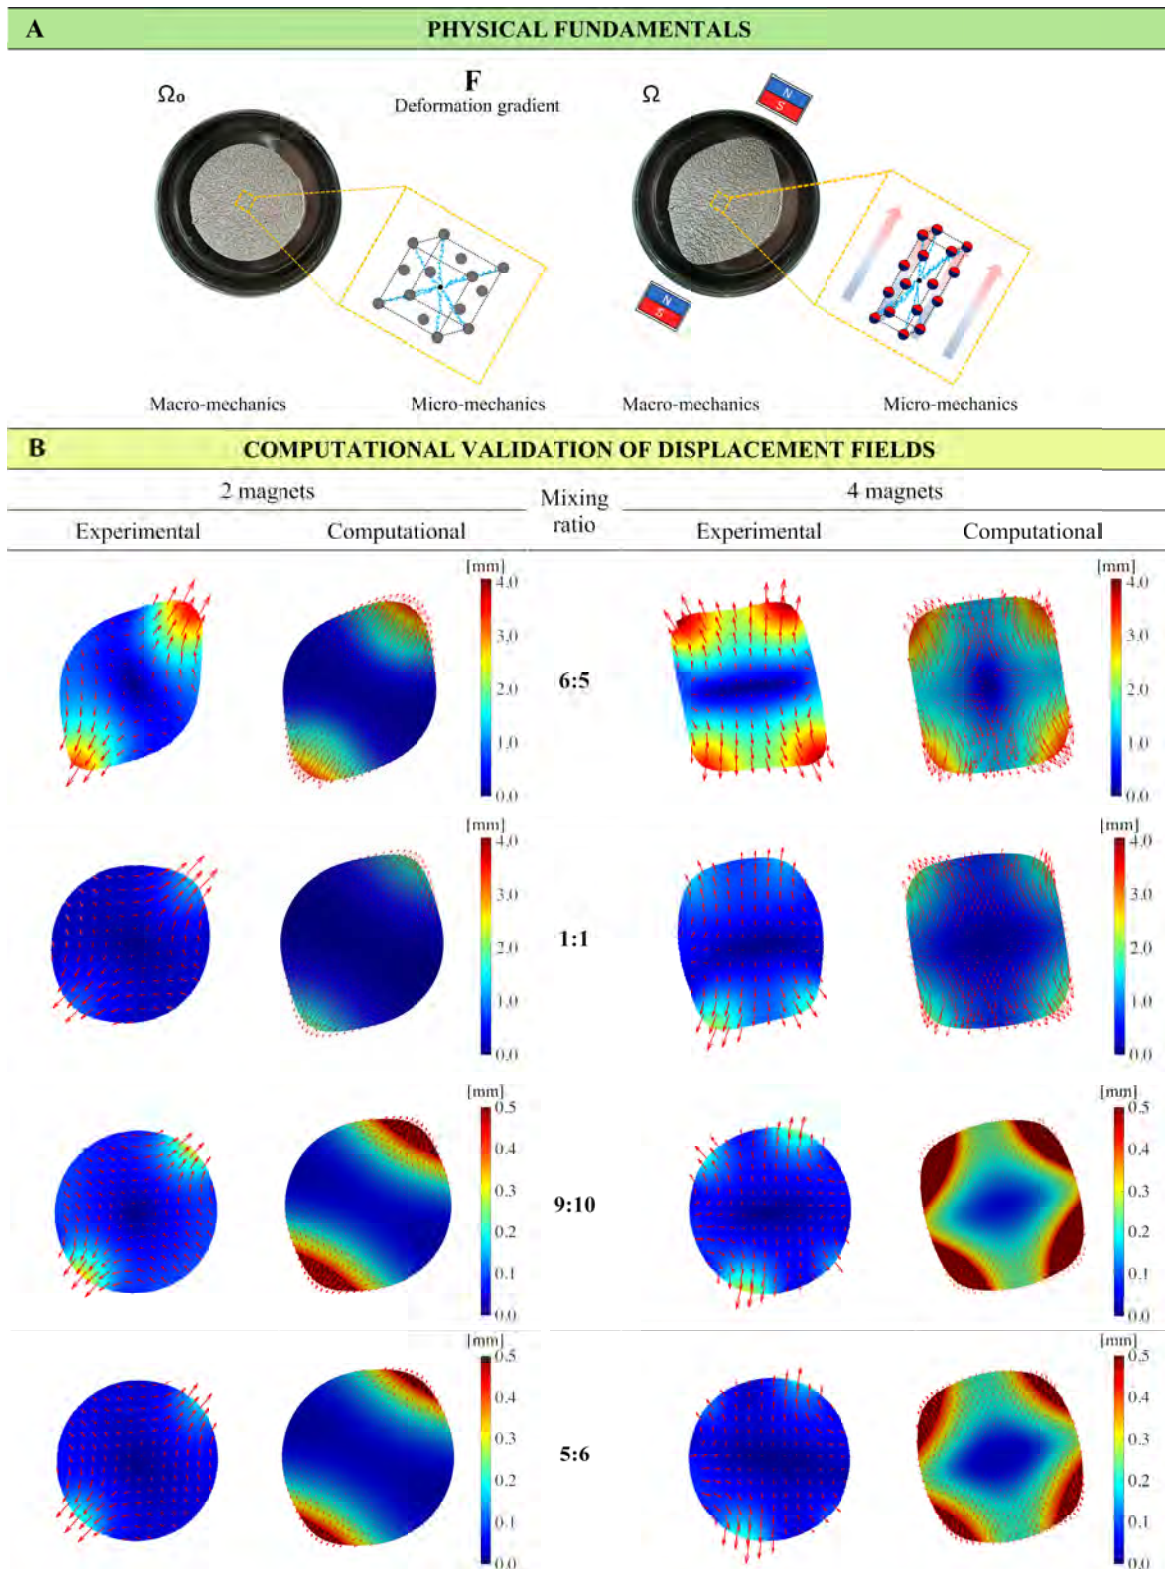 A PHYSICAL FUNDAMENTALS
Ωo
F
Deformation gradient
Ω
N
S
N
S
Macro-mechanics Micro-mechanics Macro-mechanics Micro-mechanics
B COMPUTATIONAL VALIDATION OF DISPLACEMENT FIELDS
2 magnets Mixing ratio 4 magnets
Experimental Computational Experimental Computational
[mm] [mm]
4.0 4.0
3.0 3.0
6:5
2.0 2.0
1.0 1.0
0.0 0.0
[mm] [mm]
4.0 4.0
3.0 3.0
1:1
2.0 2.0
1.0 1.0
0.0 0.0
[mm] [mm]
0.5 0.5
0.4 0.4
0.3 0.3
9:10
0.2 0.2
0.1 0.1
0.0 0.0
[mm] [mm]
0.5 0.5
0.4 0.4
0.3 0.3
5:6
0.2 0.2
0.1 0.1
0.0 0.0